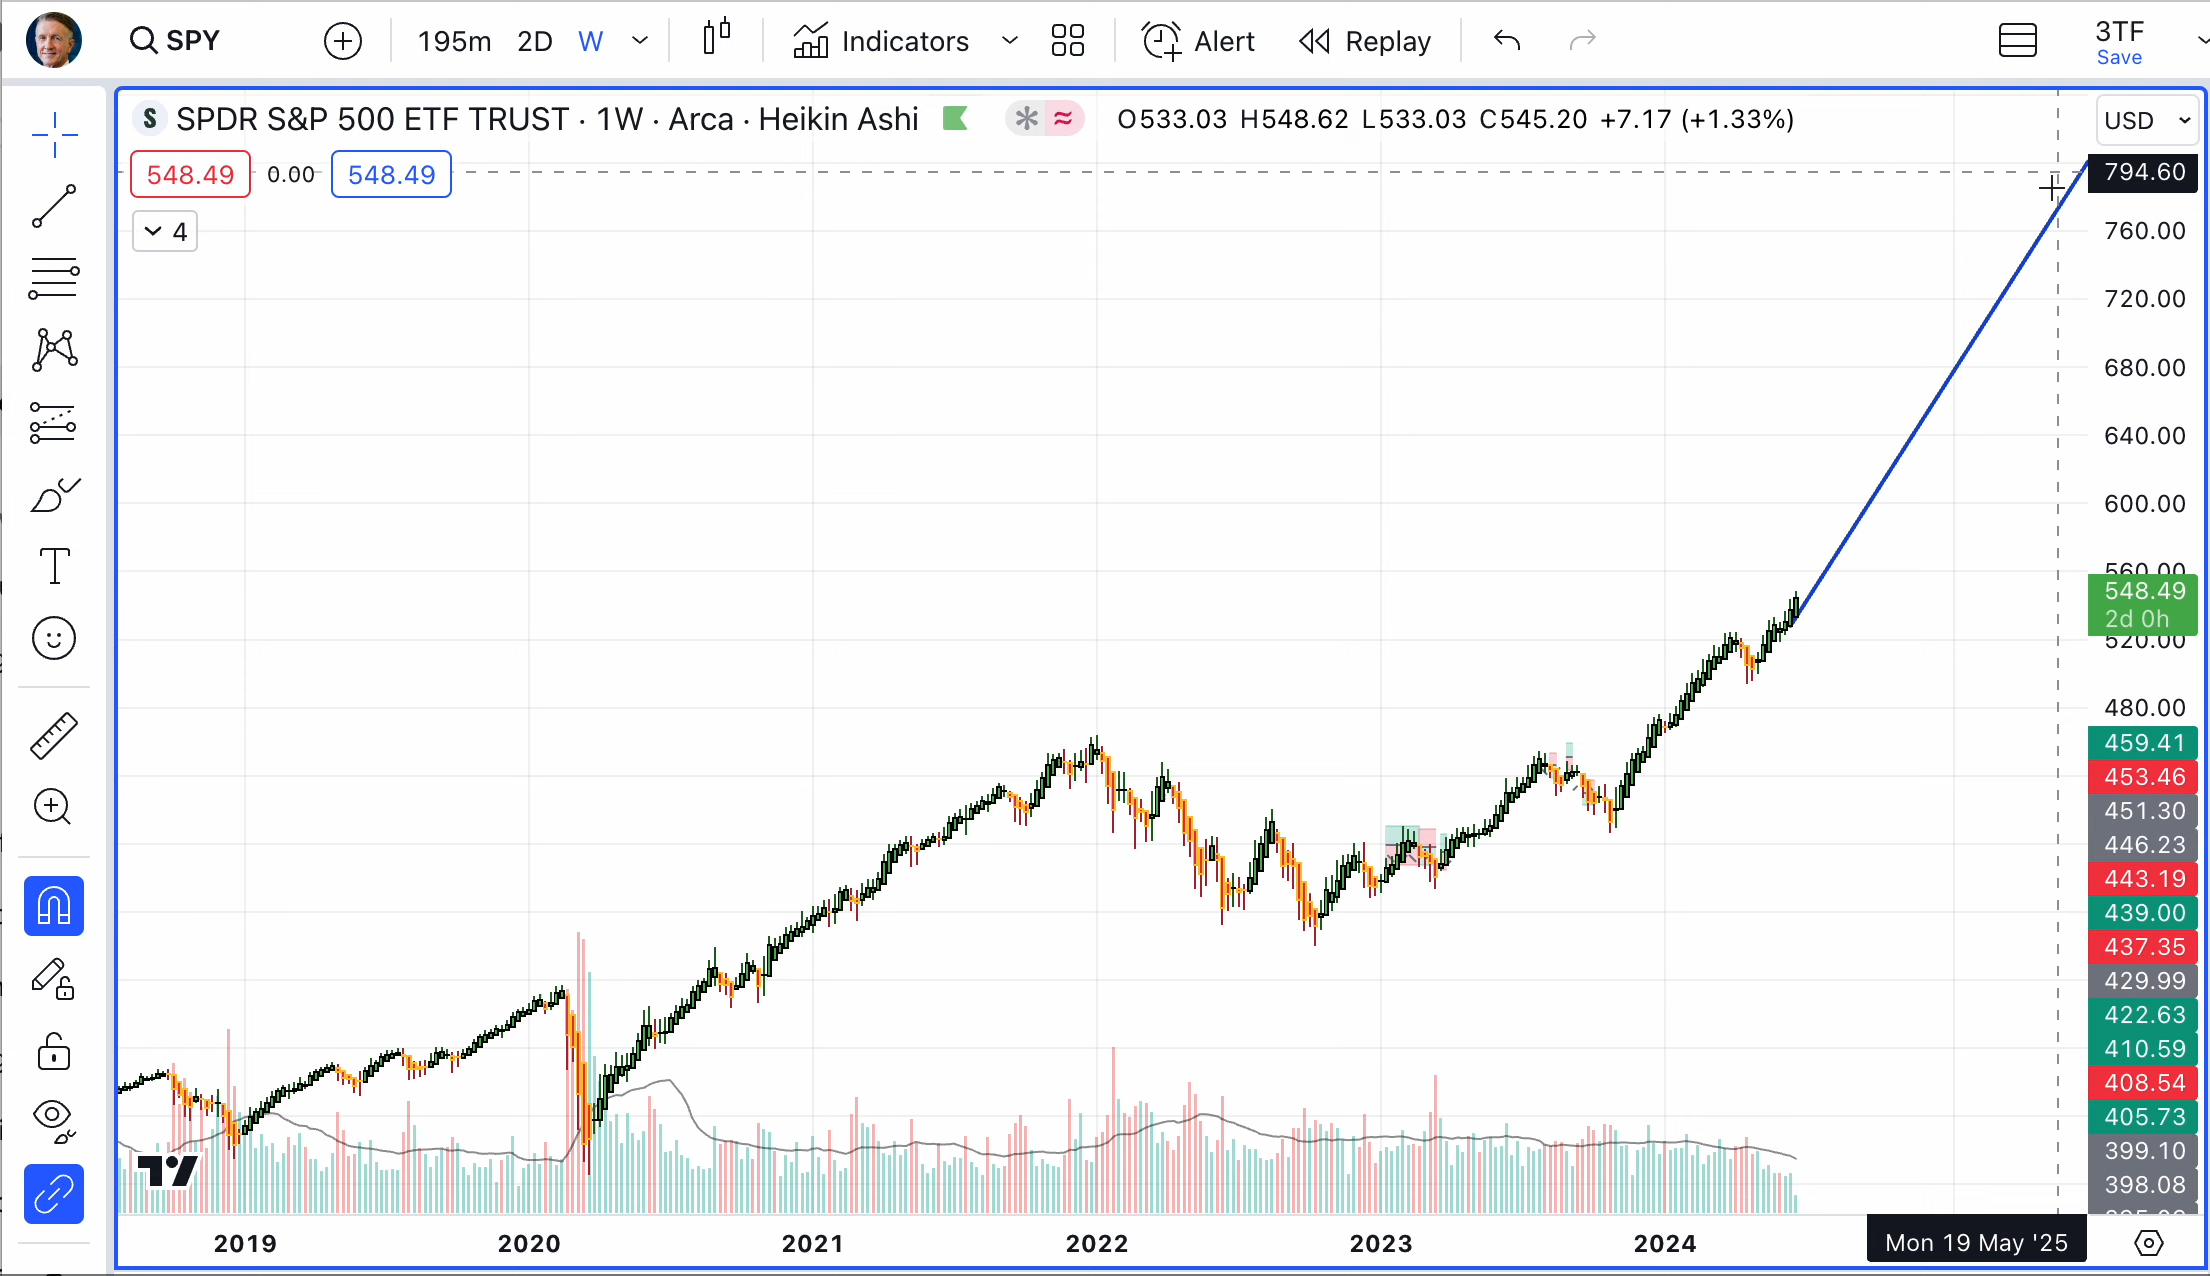 SPY
195m 2D W
Indicators
Alert
Replay
3TF
Save
S SPDR S&P 500 ETF TRUST · 1W · Arca · Heikin Ashi
O533.03 H548.62 L533.03 C545.20 +7.17 (+1.33%)
USD
548.49 0.00 548.49
4
794.60
760.00
720.00
680.00
640.00
600.00
560.00
548.49
2d 0h
520.00
480.00
459.41
453.46
451.30
446.23
443.19
439.00
437.35
429.99
422.63
410.59
408.54
405.73
399.10
398.08
2019 2020 2021 2022 2023 2024 Mon 19 May '25